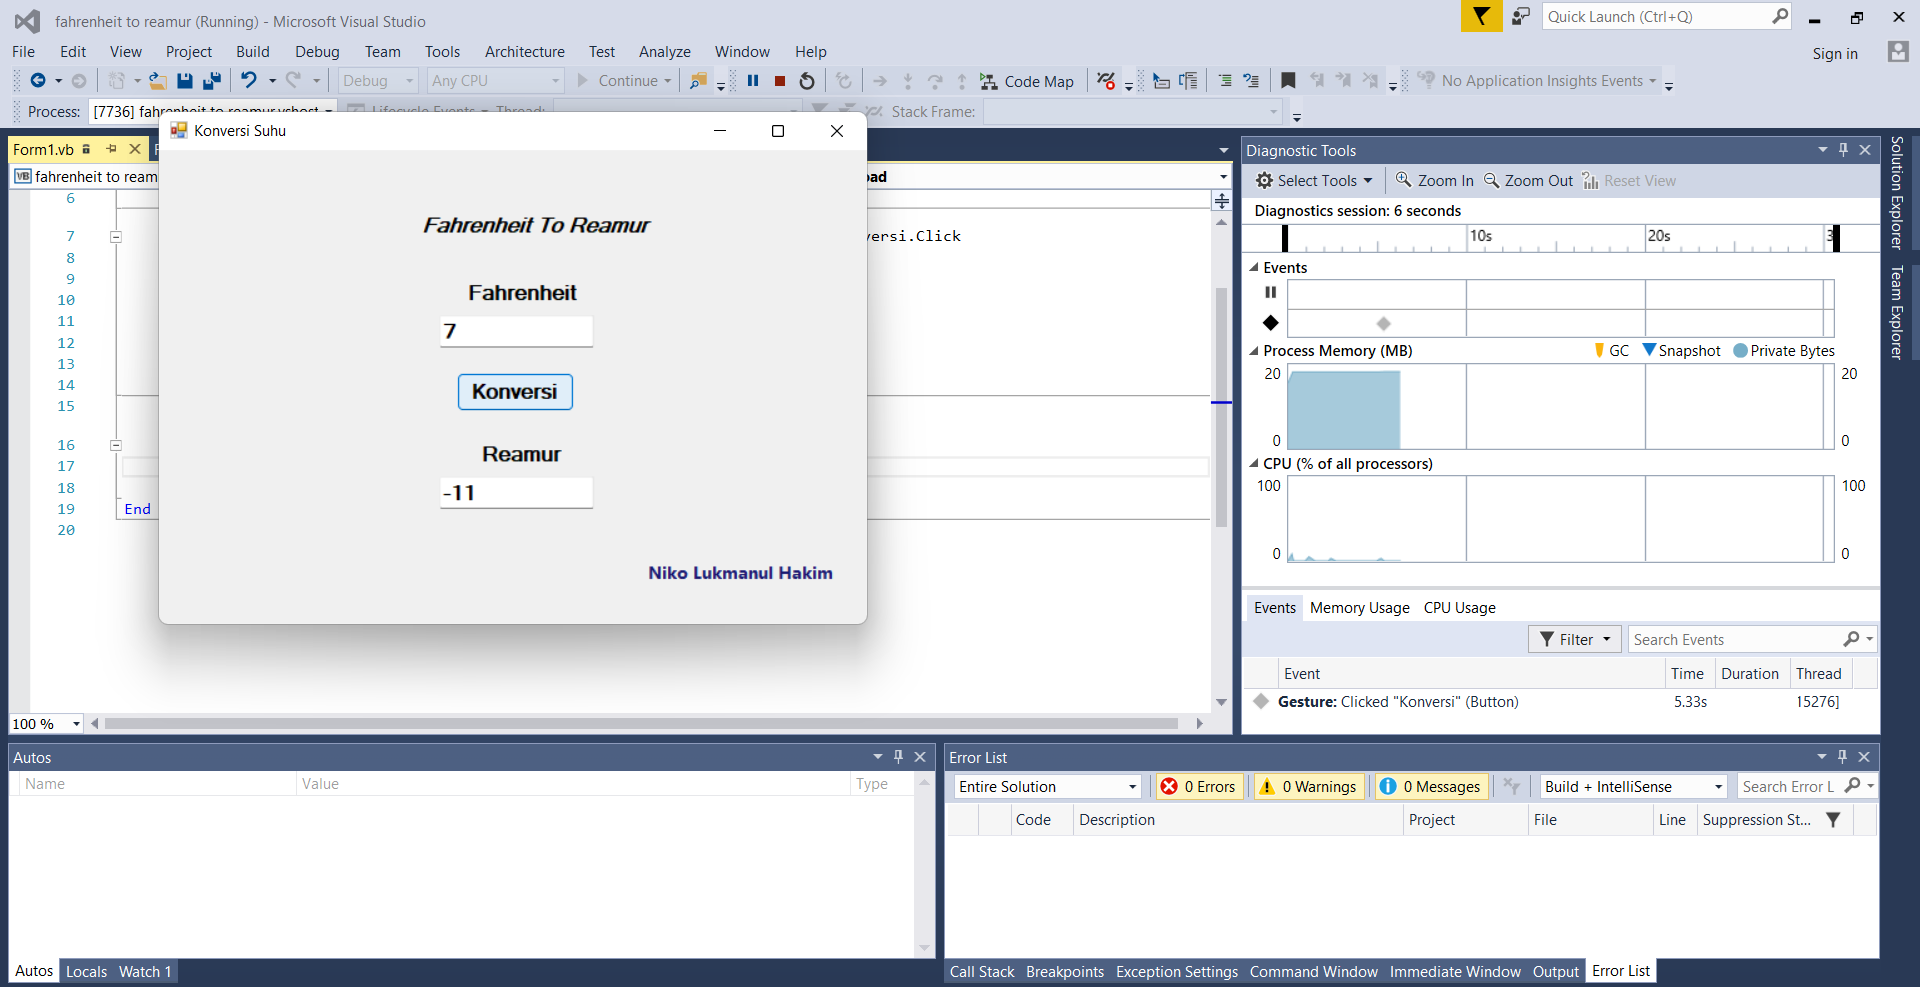 fahrenheit to reamur (Running) - Microsoft Visual Studio
Quick Launch (Ctrl+Q)
File Edit View Project Build Debug Team Tools Architecture Test Analyze Window Help
Sign in
Debug Any CPU Continue Code Map No Application Insights Events
Process: [7736] fahrenheit to reamur.vshost Lifecycle Events Thread: Stack Frame:
Konversi Suhu
Fahrenheit To Reamur
Fahrenheit
7
Konversi
Reamur
-11
Niko Lukmanul Hakim
Form1.vb
fahrenheit to ream
6
7 versi.Click
8
9
10
11
12
13
14
15
16
17
18
19 End
20
100 %
Diagnostic Tools
Select Tools Zoom In Zoom Out Reset View
Diagnostics session: 6 seconds
10s 20s 3
Events
Process Memory (MB) GC Snapshot Private Bytes
20 20
0 0
CPU (% of all processors)
100 100
0 0
Events Memory Usage CPU Usage
Filter Search Events
Event Time Duration Thread
Gesture: Clicked "Konversi" (Button) 5.33s 15276]
Solution Explorer
Team Explorer
Autos
Name Value Type
Autos Locals Watch 1
Error List
Entire Solution 0 Errors 0 Warnings 0 Messages Build + IntelliSense Search Error L
Code Description Project File Line Suppression St...
Call Stack Breakpoints Exception Settings Command Window Immediate Window Output Error List